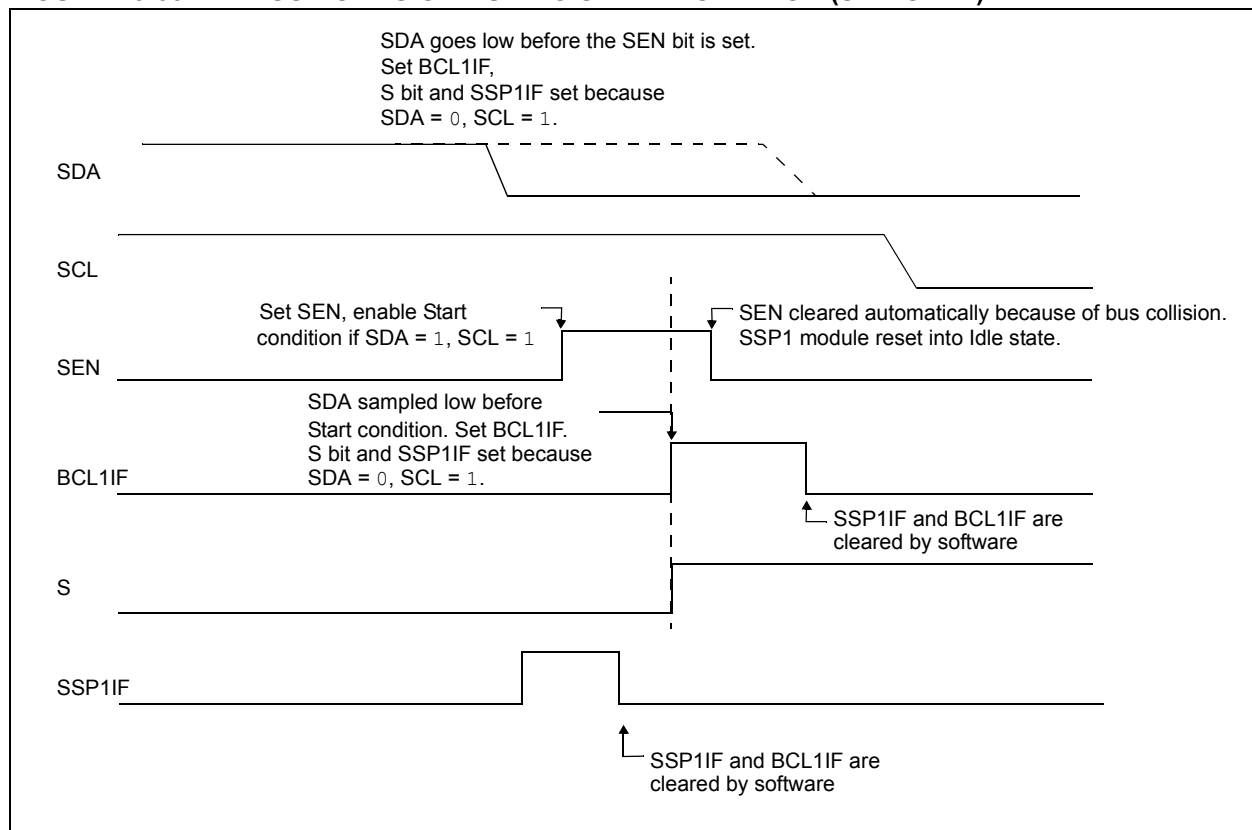 SDA goes low before the SEN bit is set.
Set BCL1IF,
S bit and SSP1IF set because
SDA = 0, SCL = 1.
SDA
SCL
Set SEN, enable Start
condition if SDA = 1, SCL = 1
SEN cleared automatically because of bus collision.
SSP1 module reset into Idle state.
SEN
SDA sampled low before
Start condition. Set BCL1IF.
S bit and SSP1IF set because
SDA = 0, SCL = 1.
BCL1IF
SSP1IF and BCL1IF are
cleared by software
S
SSP1IF
SSP1IF and BCL1IF are
cleared by software